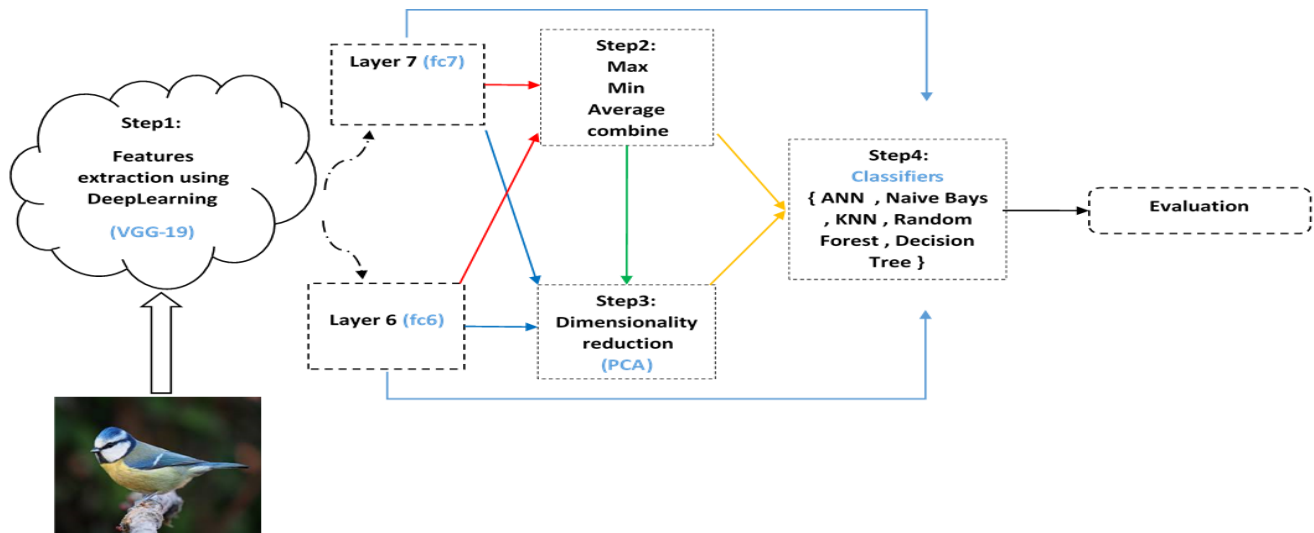 Step1:
Features
extraction using
DeepLearning
(VGG-19)
Layer 7 (fc7)
Layer 6 (fc6)
Step2:
Max
Min
Average
combine
Step3:
Dimensionality
reduction
(PCA)
Step4:
Classifiers
{ ANN , Naive Bays
, KNN , Random
Forest , Decision
Tree }
Evaluation